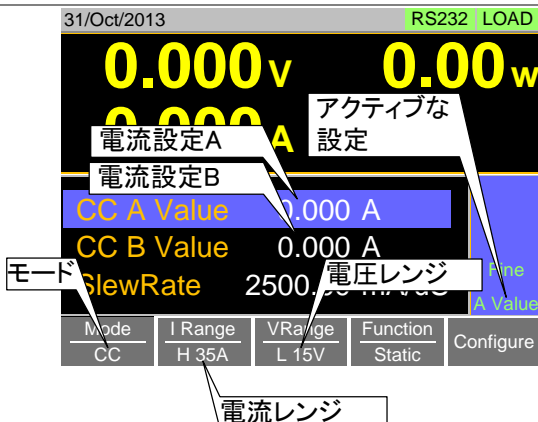 31/Oct/2013 RS232 LOAD
0.000 V 0.00 W
A
アクティブな
設定
電流設定A
電流設定B
CC A Value 0.000 A
CC B Value 0.000 A
モード
電圧レンジ
SlewRate 2500.
Fine
A Value
Mode I Range VRange Function Configure
CC H 35A L 15V Static
電流レンジ